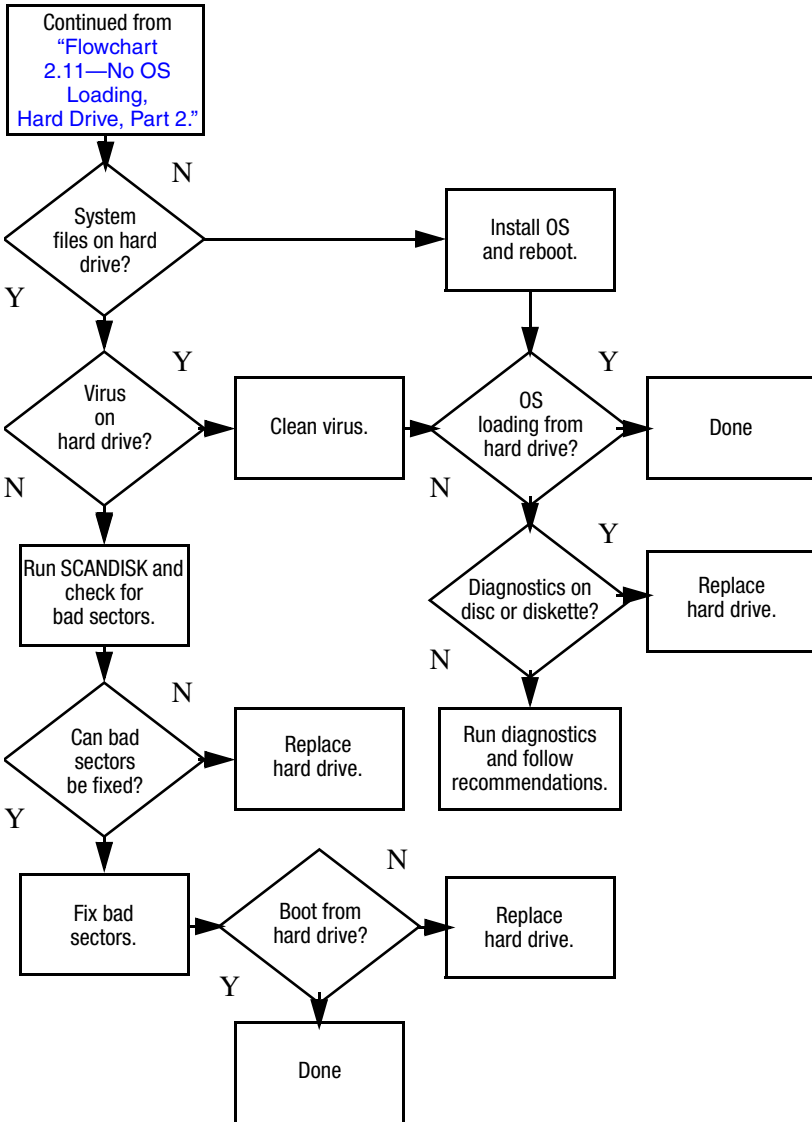 Continued from
“Flowchart
2.11—No OS
Loading,
Hard Drive, Part 2.”
N
System
files on hard
drive?
Install OS
and reboot.
Y
Y
Virus
on
hard drive?
Clean virus.
OS
loading from
hard drive?
Y
Done
N
N
Run SCANDISK and
check for
bad sectors.
Diagnostics on
disc or diskette?
Y
Replace
hard drive.
N
N
Can bad
sectors
be fixed?
Replace
hard drive.
Run diagnostics
and follow
recommendations.
Y
Fix bad
sectors.
Boot from
hard drive?
N
Replace
hard drive.
Y
Done